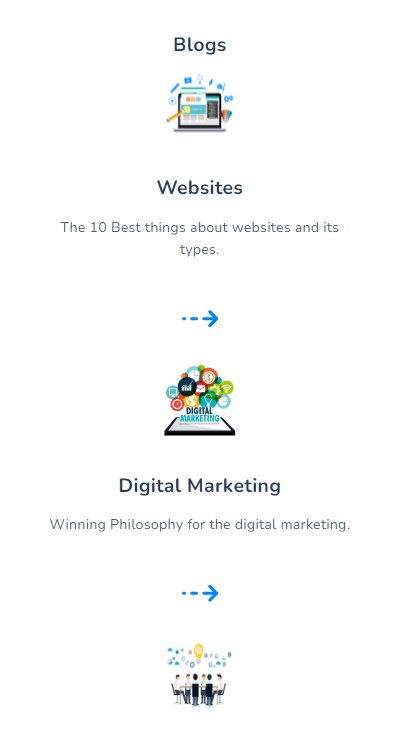 Blogs
Websites
The 10 Best things about websites and its
types.
DIGITAL
MARKETING
Digital Marketing
Winning Philosophy for the digital marketing.